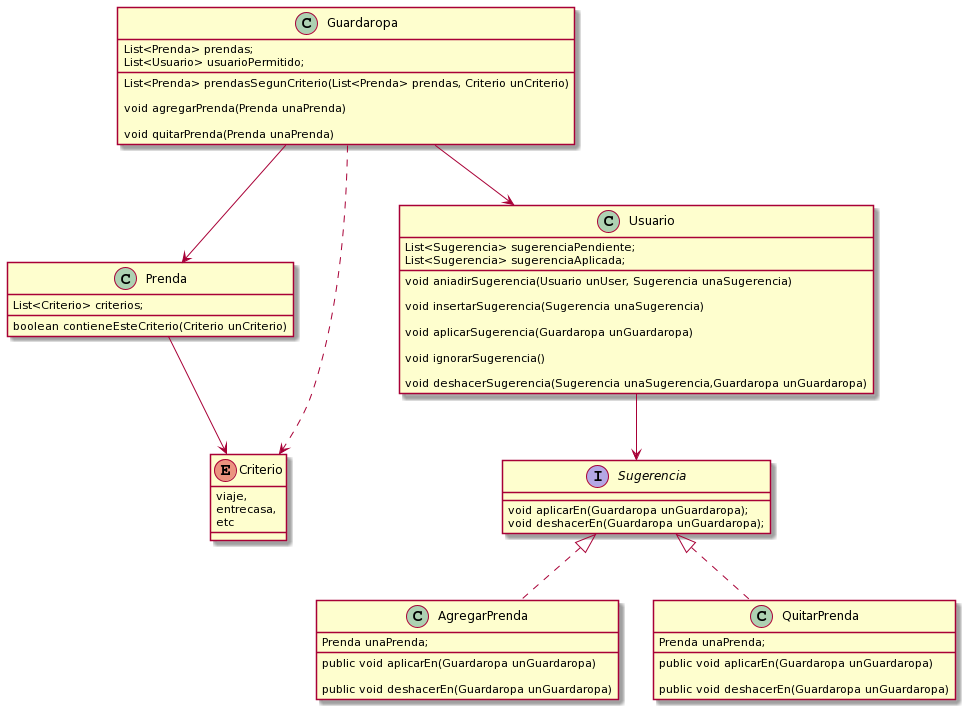 C Guardaropa
List<Prenda> prendas;
List<Usuario> usuarioPermitido;
List<Prenda> prendasSegunCriterio(List<Prenda> prendas, Criterio unCriterio)
void agregarPrenda(Prenda unaPrenda)
void quitarPrenda(Prenda unaPrenda)
C Usuario
List<Sugerencia> sugerenciaPendiente;
List<Sugerencia> sugerenciaAplicada;
void aniadirSugerencia(Usuario unUser, Sugerencia unaSugerencia)
void insertarSugerencia(Sugerencia unaSugerencia)
void aplicarSugerencia(Guardaropa unGuardaropa)
void ignorarSugerencia()
void deshacerSugerencia(Sugerencia unaSugerencia,Guardaropa unGuardaropa)
C Prenda
List<Criterio> criterios;
boolean contieneEsteCriterio(Criterio unCriterio)
E Criterio
viaje,
entrecasa,
etc
I Sugerencia
void aplicarEn(Guardaropa unGuardaropa);
void deshacerEn(Guardaropa unGuardaropa);
C AgregarPrenda
Prenda unaPrenda;
public void aplicarEn(Guardaropa unGuardaropa)
public void deshacerEn(Guardaropa unGuardaropa)
C QuitarPrenda
Prenda unaPrenda;
public void aplicarEn(Guardaropa unGuardaropa)
public void deshacerEn(Guardaropa unGuardaropa)